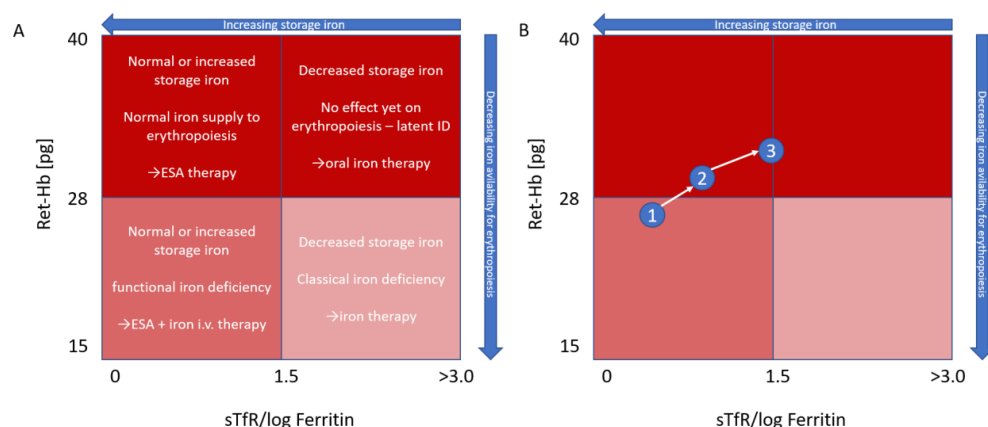 A
Increasing storage iron
40
28
15
Ret-Hb [pg]
Normal or increased
storage iron
Normal iron supply to
erythropoiesis
→ESA therapy
Decreased storage iron
No effect yet on
erythropoiesis – latent ID
→oral iron therapy
Normal or increased
storage iron
functional iron deficiency
→ESA + iron i.v. therapy
Decreased storage iron
Classical iron deficiency
→iron therapy
0
1.5
>3.0
sTfR/log Ferritin
Decreasing iron avilability for erythropoiesis
B
Increasing storage iron
40
28
15
Ret-Hb [pg]
1
2
3
0
1.5
>3.0
sTfR/log Ferritin
Decreasing iron avilability for erythropoiesis